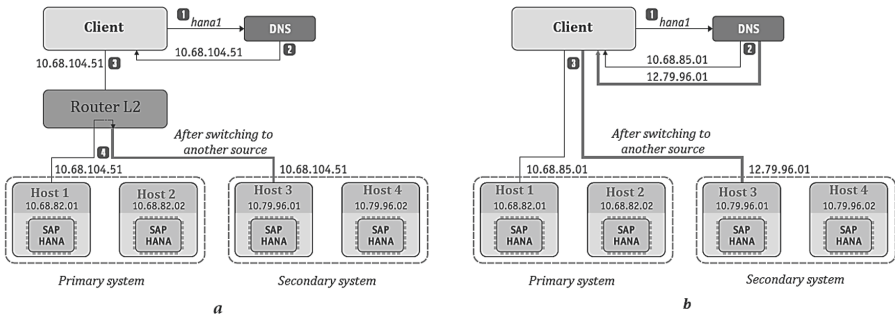 1
hana1
Client
DNS
2
10.68.104.51
10.68.104.51
3
Router L2
After switching to
another source
4
10.68.104.51
10.68.104.51
Host 1
10.68.82.01
SAP
HANA
Host 2
10.68.82.02
SAP
HANA
Host 3
10.79.96.01
SAP
HANA
Host 4
10.79.96.02
SAP
HANA
Primary system
Secondary system
a
1
hana1
Client
DNS
2
10.68.85.01
12.79.96.01
3
After switching to
another source
10.68.85.01
12.79.96.01
Host 1
10.68.82.01
SAP
HANA
Host 2
10.68.82.02
SAP
HANA
Host 3
10.79.96.01
SAP
HANA
Host 4
10.79.96.02
SAP
HANA
Primary system
Secondary system
b